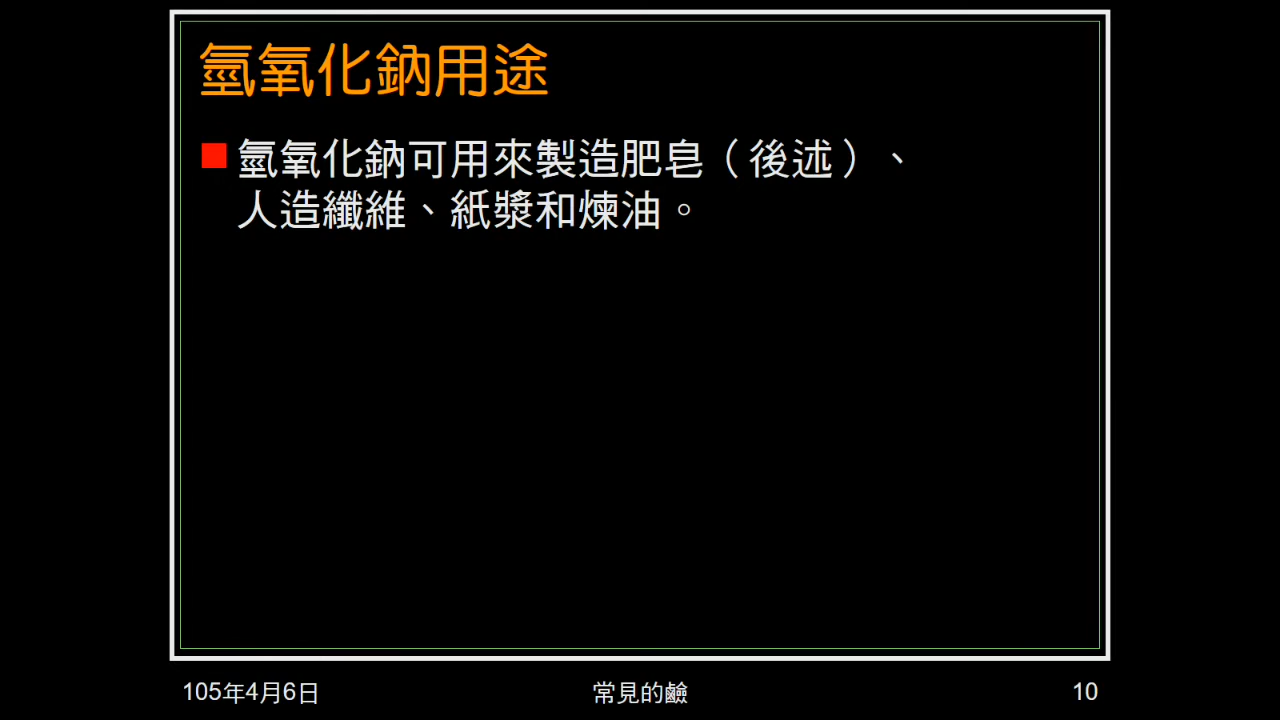 氫氧化鈉用途
氫氧化鈉可用來製造肥皂（後述）、
人造纖維、紙漿和煉油。
105年4月6日
常見的鹼
10